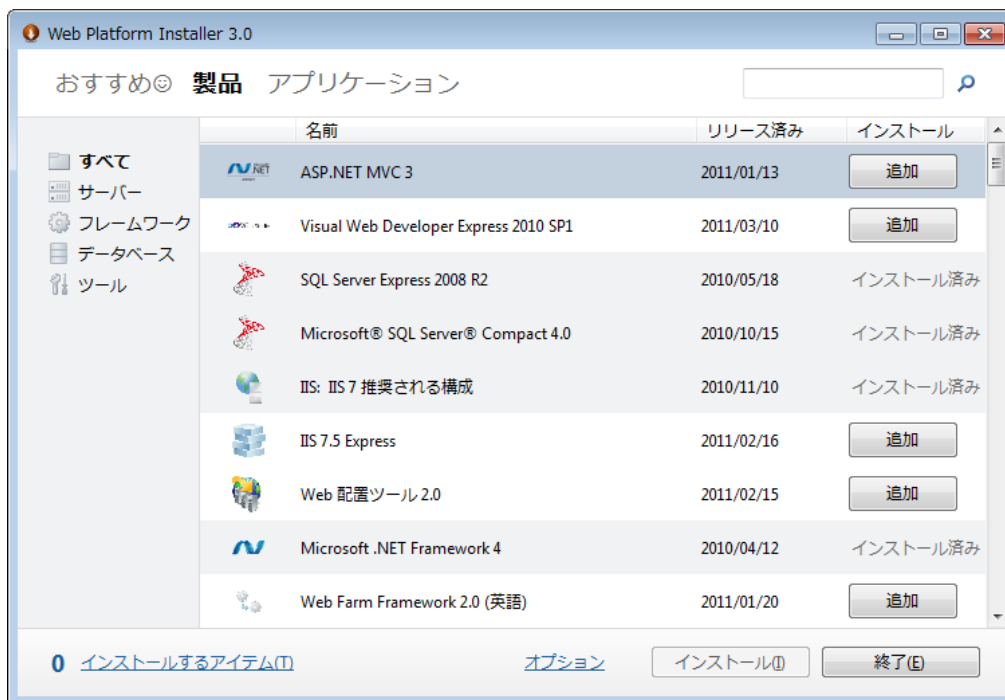 Web Platform Installer 3.0
おすすめ☺ 製品 アプリケーション
名前 リリース済み インストール
すべて
サーバー
フレームワーク
データベース
ツール
ASP.NET MVC 3 2011/01/13 追加
Visual Web Developer Express 2010 SP1 2011/03/10 追加
SQL Server Express 2008 R2 2010/05/18 インストール済み
Microsoft® SQL Server® Compact 4.0 2010/10/15 インストール済み
IIS: IIS 7 推奨される構成 2010/11/10 インストール済み
IIS 7.5 Express 2011/02/16 追加
Web 配置ツール 2.0 2011/02/15 追加
Microsoft .NET Framework 4 2010/04/12 インストール済み
Web Farm Framework 2.0 (英語) 2011/01/20 追加
0 インストールするアイテム(T) オプション インストール(I) 終了(E)